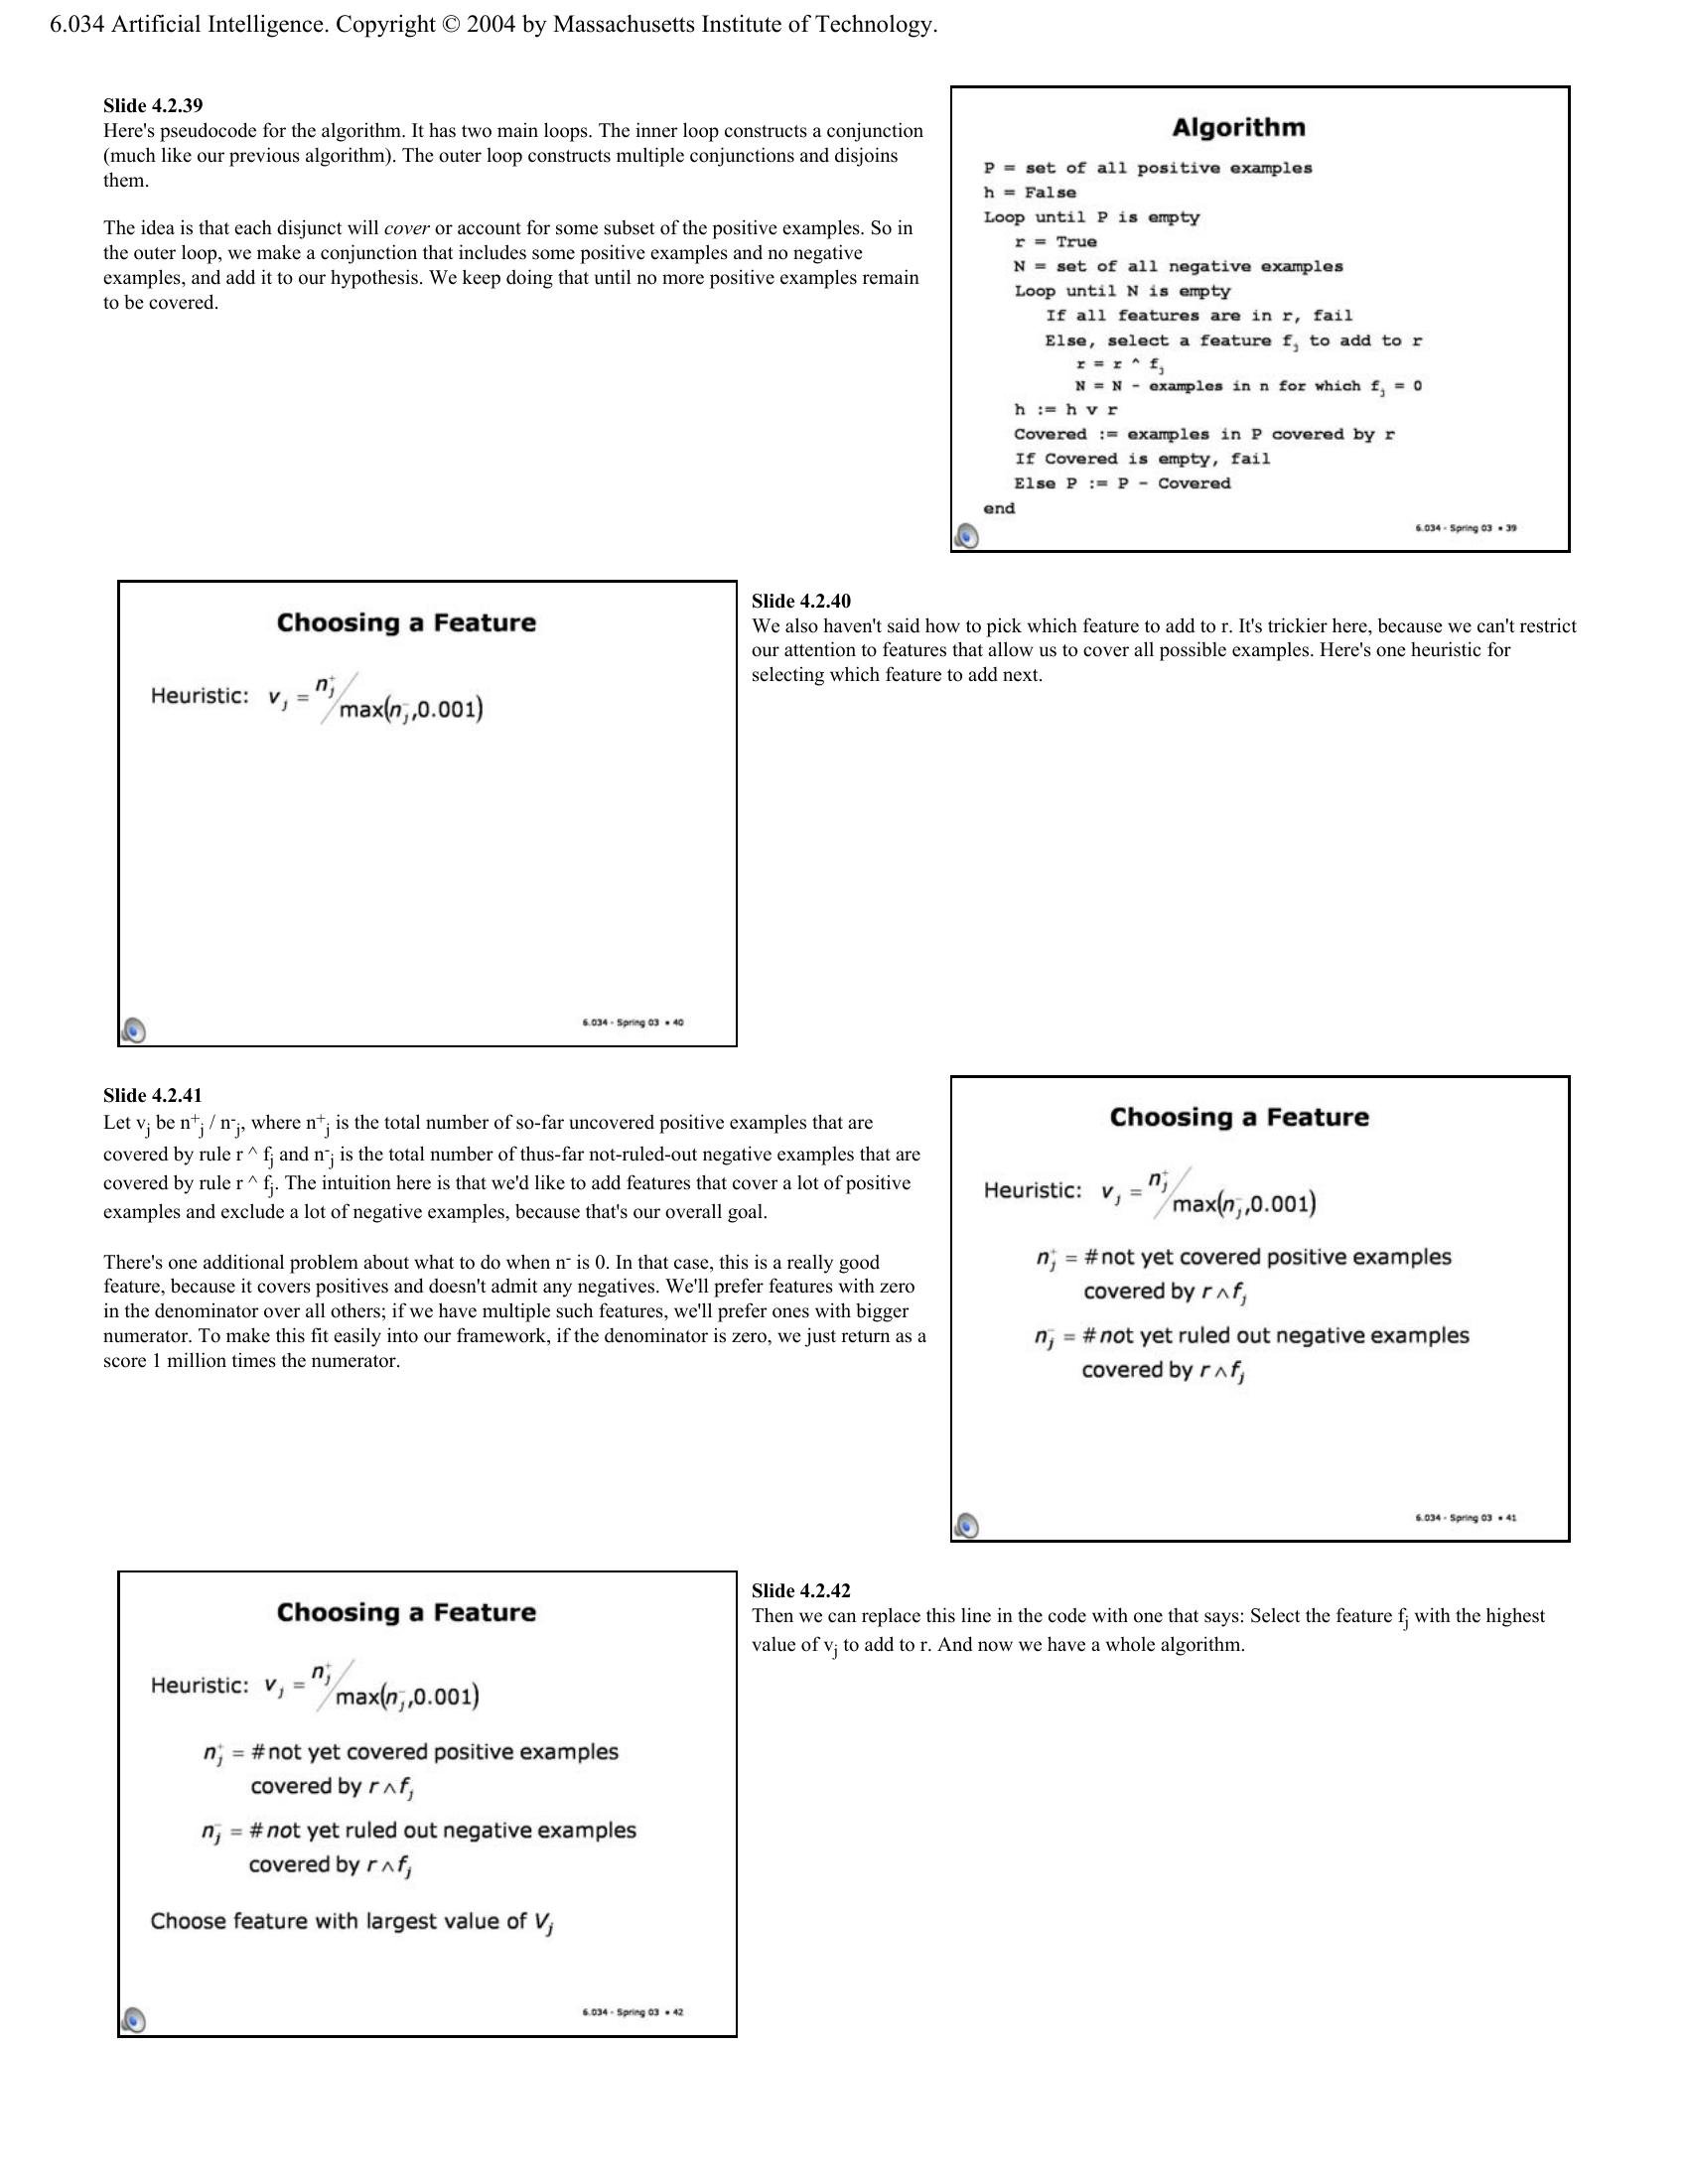 6.034 Artificial Intelligence. Copyright © 2004 by Massachusetts Institute of Technology.
Slide 4.2.39
Here's pseudocode for the algorithm. It has two main loops. The inner loop constructs a conjunction
(much like our previous algorithm). The outer loop constructs multiple conjunctions and disjoins
them.
The idea is that each disjunct will cover or account for some subset of the positive examples. So in
the outer loop, we make a conjunction that includes some positive examples and no negative
examples, and add it to our hypothesis. We keep doing that until no more positive examples remain
to be covered.
Algorithm
P = set of all positive examples
h = False
Loop until P is empty
r = True
N = set of all negative examples
Loop until N is empty
If all features are in r, fail
Else, select a feature f_j to add to r
r = r ^ f_j
N = N - examples in n for which f_j = 0
h := h v r
Covered := examples in P covered by r
If Covered is empty, fail
Else P := P - Covered
end
6.034 - Spring 03 • 39
Choosing a Feature
Heuristic: v_j = n_j^+ / max(n_j^-,0.001)
6.034 - Spring 03 • 40
Slide 4.2.40
We also haven't said how to pick which feature to add to r. It's trickier here, because we can't restrict
our attention to features that allow us to cover all possible examples. Here's one heuristic for
selecting which feature to add next.
Slide 4.2.41
Let v_j be n^+_j / n^-_j, where n^+_j is the total number of so-far uncovered positive examples that are
covered by rule r ^ f_j and n^-_j is the total number of thus-far not-ruled-out negative examples that are
covered by rule r ^ f_j. The intuition here is that we'd like to add features that cover a lot of positive
examples and exclude a lot of negative examples, because that's our overall goal.
There's one additional problem about what to do when n^- is 0. In that case, this is a really good
feature, because it covers positives and doesn't admit any negatives. We'll prefer features with zero
in the denominator over all others; if we have multiple such features, we'll prefer ones with bigger
numerator. To make this fit easily into our framework, if the denominator is zero, we just return as a
score 1 million times the numerator.
Choosing a Feature
Heuristic: v_j = n_j^+ / max(n_j^-,0.001)
n_j^+ = # not yet covered positive examples
covered by r ∧ f_j
n_j^- = # not yet ruled out negative examples
covered by r ∧ f_j
6.034 - Spring 03 • 41
Choosing a Feature
Heuristic: v_j = n_j^+ / max(n_j^-,0.001)
n_j^+ = # not yet covered positive examples
covered by r ∧ f_j
n_j^- = # not yet ruled out negative examples
covered by r ∧ f_j
Choose feature with largest value of V_j
6.034 - Spring 03 • 42
Slide 4.2.42
Then we can replace this line in the code with one that says: Select the feature f_j with the highest
value of v_j to add to r. And now we have a whole algorithm.